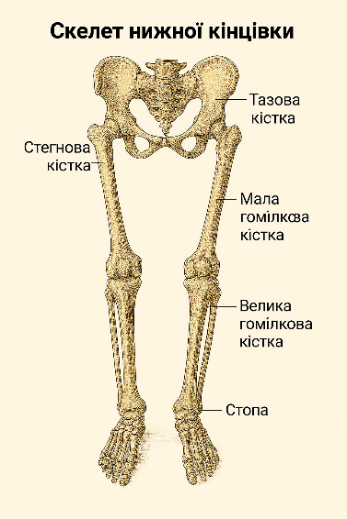 Скелет нижної кінцівки
Тазова
кістка
Стегнова
кістка
Мала
гомілкова
кістка
Велика
гомілкова
кістка
Стопа